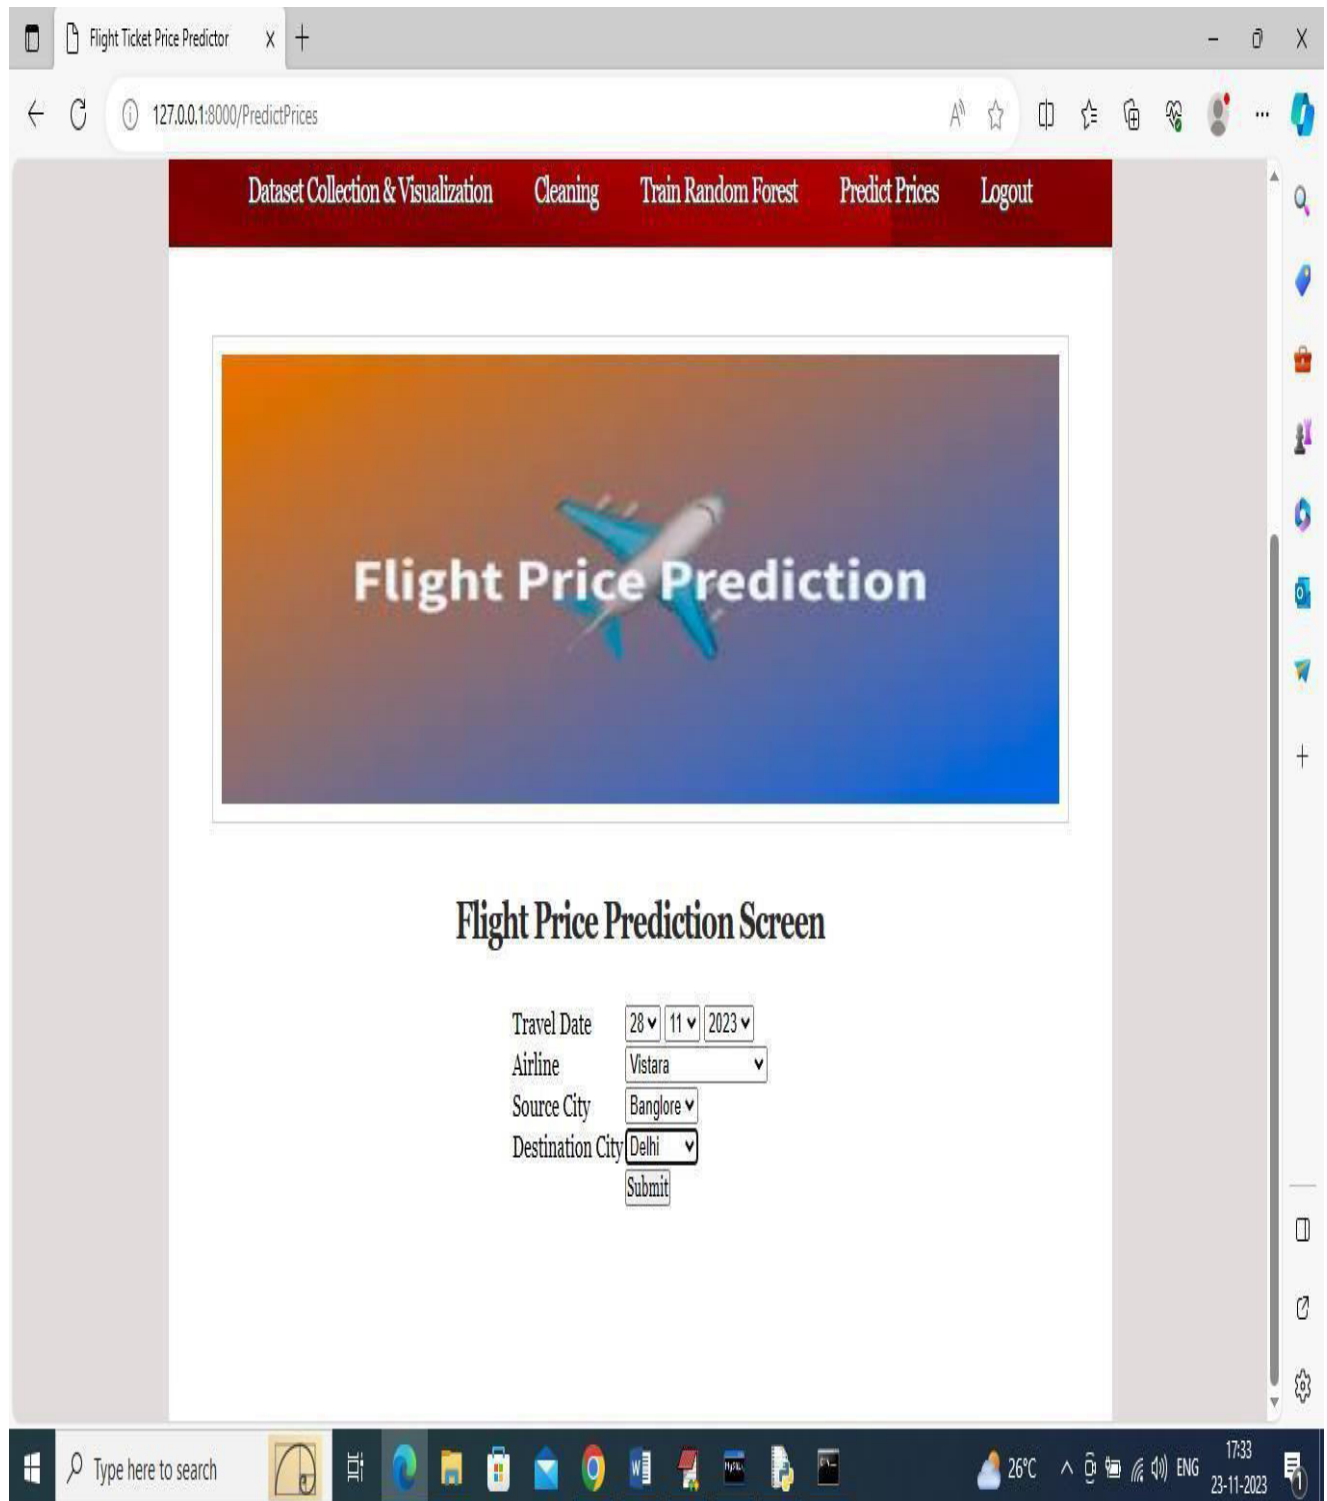 Flight Ticket Price Predictor
127.0.0.1:8000/PredictPrices
Dataset Collection & Visualization Cleaning Train Random Forest Predict Prices Logout
Flight Price Prediction
Flight Price Prediction Screen
Travel Date 28 11 2023
Airline Vistara
Source City Banglore
Destination City Delhi
Submit
Type here to search
26°C ENG 17:33
23-11-2023
1